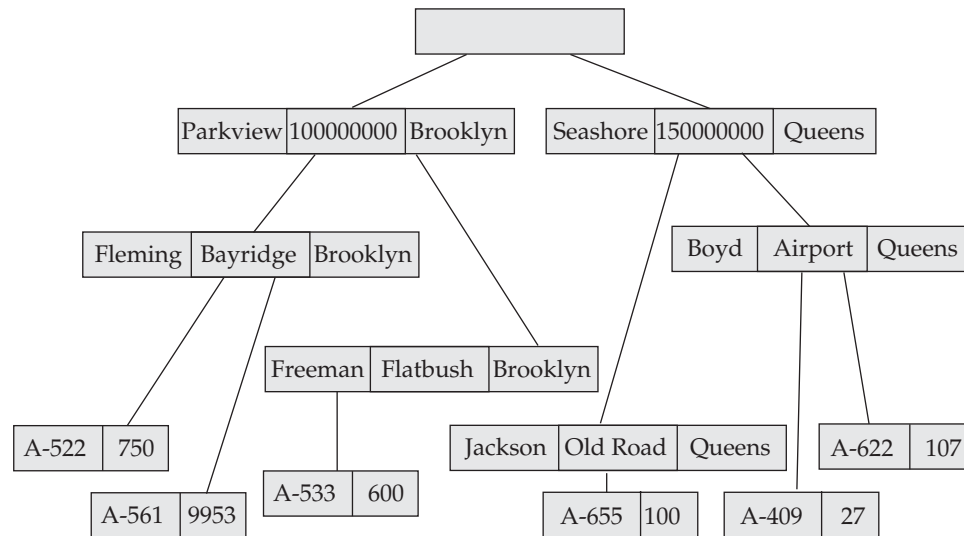 Parkview 100000000 Brooklyn
Seashore 150000000 Queens
Fleming Bayridge Brooklyn
Boyd Airport Queens
Freeman Flatbush Brooklyn
A-522 750
Jackson Old Road Queens
A-622 107
A-561 9953
A-533 600
A-655 100
A-409 27